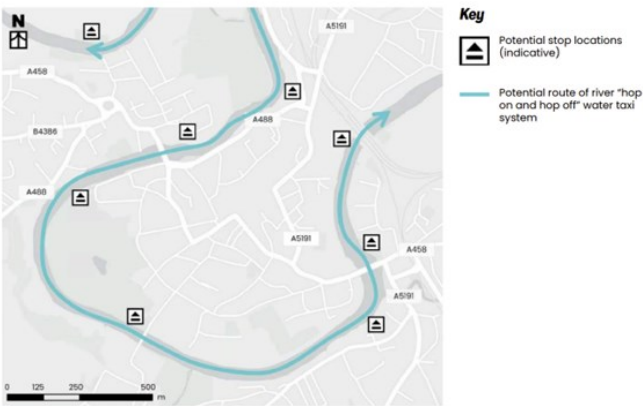 N
A5191
A458
A488
B4386
A488
A5191
A458
A5191
0 125 250 500
m
Key
Potential stop locations
(indicative)
Potential route of river “hop
on and hop off” water taxi
system